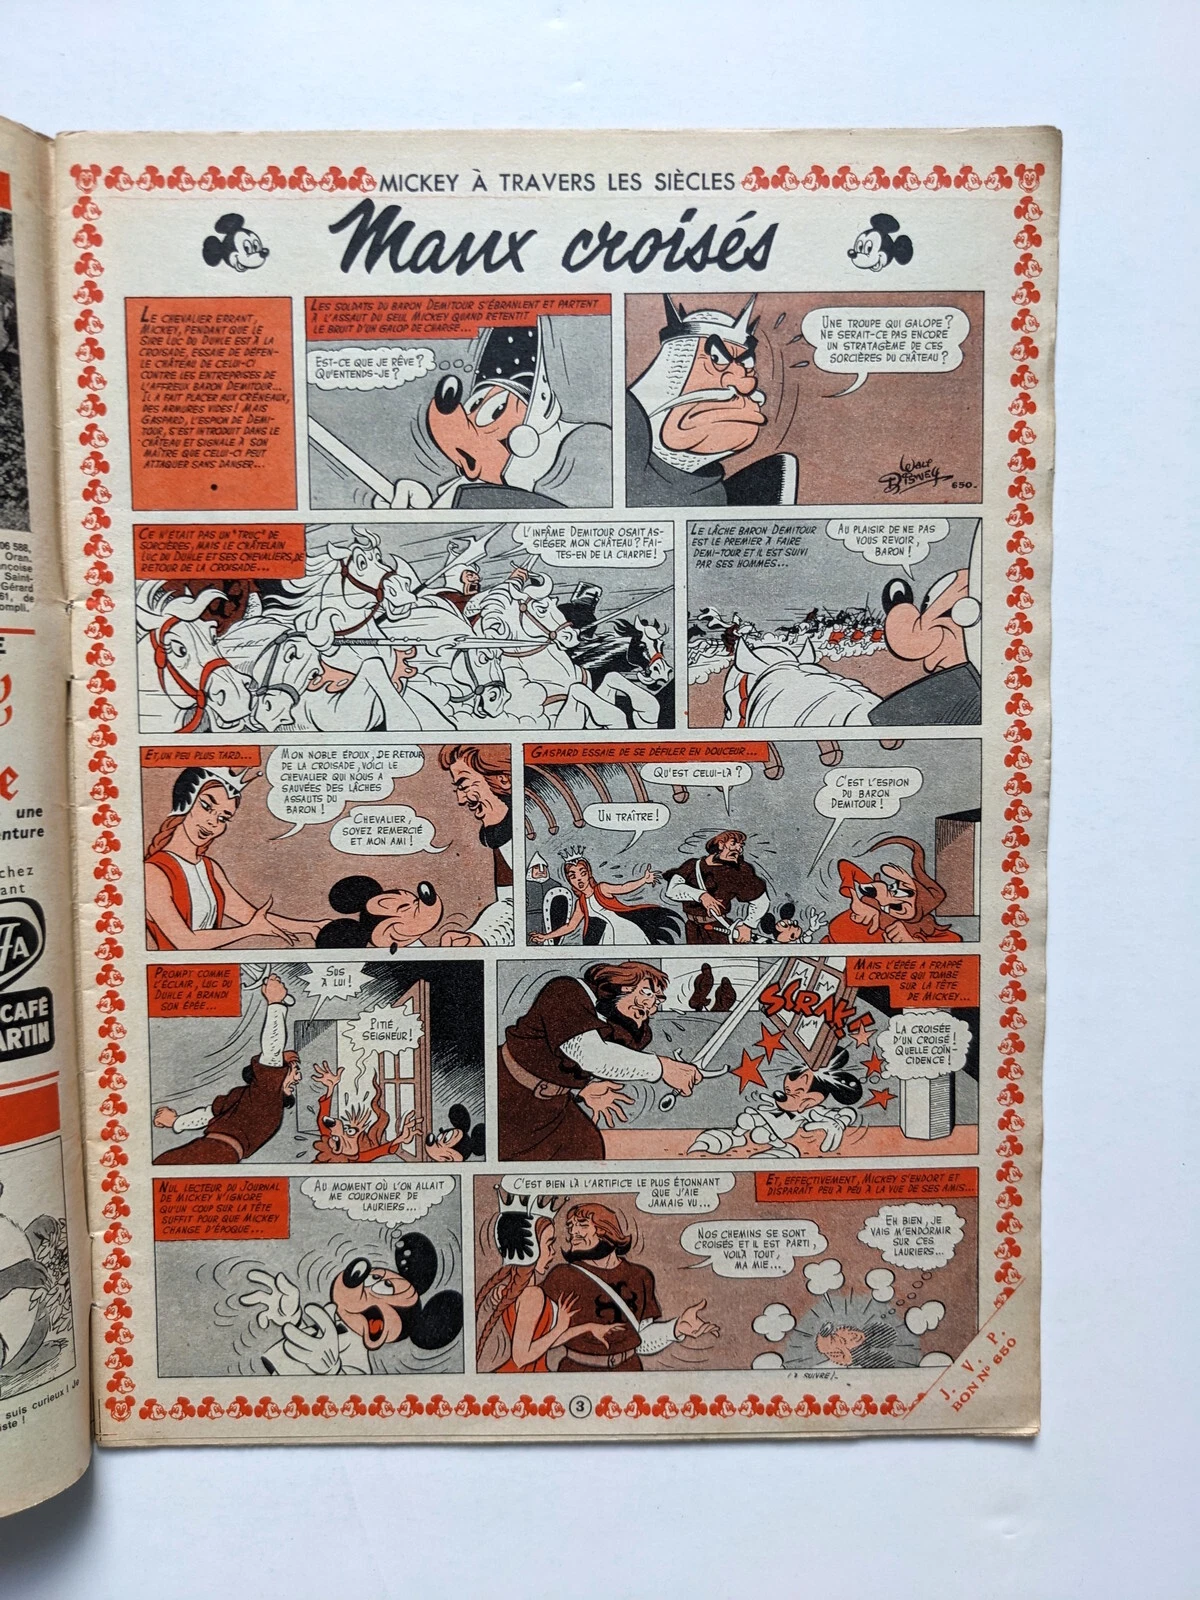 MICKEY À TRAVERS LES SIÈCLES
Maux croisés
LE CHEVALIER ERRANT,
MICKEY, PENDANT QUE LE
SIRE LUC DU DUHLE EST À LA
CROISADE, ESSAIE DE DÉFEN-
LE CHÂTEAU DE CELUI-CI
CONTRE LES ENTREPRISES DE
L'AFFREUX BARON DEMITOUR...
IL A FAIT PLACER AUX CRÉNEAUX,
DES ARMURES VIDES! MAIS
GASPARD, L'ESPION DE DEMI-
TOUR, S'EST INTRODUIT DANS LE
CHÂTEAU ET SIGNALE À SON
MAÎTRE QUE CELUI-CI PEUT
ATTAQUER SANS DANGER...
LES SOLDATS DU BARON DEMITOUR S'ÉBRANLENT ET PARTENT
À L'ASSAUT DU SEUL MICKEY QUAND RETENTIT
LE BRUIT D'UN GALOP DE CHARGE...
EST-CE QUE JE RÊVE?
QU'ENTENDS-JE?
UNE TROUPE QUI GALOPE?
NE SERAIT-CE PAS ENCORE
UN STRATAGÈME DE CES
SORCIÈRES DU CHÂTEAU?
WALT
DISNEY
650-
CE N'ÉTAIT PAS UN "TRUC" DE
SORCIÈRES, MAIS LE CHÂTELAIN
LUC DU DUHLE ET SES CHEVALIERS, DE
RETOUR DE LA CROISADE...
L'INFÂME DEMITOUR OSAIT AS-
SIÉGER MON CHÂTEAU? FAI-
TES-EN DE LA CHARPIE!
LE LÂCHE BARON DEMITOUR
EST LE PREMIER À FAIRE
DEMI-TOUR ET IL EST SUIVI
PAR SES HOMMES...
AU PLAISIR DE NE PAS
VOUS REVOIR,
BARON!
ET, UN PEU PLUS TARD...
MON NOBLE ÉPOUX, DE RETOUR
DE LA CROISADE, VOICI LE
CHEVALIER QUI NOUS A
SAUVÉES DES LÂCHES
ASSAUTS DU
BARON!
CHEVALIER,
SOYEZ REMERCIÉ
ET MON AMI!
GASPARD ESSAIE DE SE DÉFILER EN DOUCEUR...
QU'EST CELUI-LÀ?
UN TRAÎTRE!
C'EST L'ESPION
DU BARON
DEMITOUR!
PROMPT COMME
L'ÉCLAIR, LUC DU
DUHLE A BRANDI
SON ÉPÉE...
SUS
À LUI!
PITIÉ,
SEIGNEUR!
MAIS L'ÉPÉE A FRAPPÉ
LA CROISÉE QUI TOMBE
SUR LA TÊTE
DE MICKEY...
SCRAK!
LA CROISÉE
D'UN CROISÉ!
QUELLE COÏN-
CIDENCE!
NUL LECTEUR DU JOURNAL
DE MICKEY N'IGNORE
QU'UN COUP SUR LA TÊTE
SUFFIT POUR QUE MICKEY
CHANGE D'ÉPOQUE...
AU MOMENT OÙ L'ON ALLAIT
ME COURONNER DE
LAURIERS...
C'EST BIEN LÀ L'ARTIFICE LE PLUS ÉTONNANT
QUE J'AIE
JAMAIS VU...
ET, EFFECTIVEMENT, MICKEY S'ENDORT ET
DISPARAÎT PEU À PEU À LA VUE DE SES AMIS...
NOS CHEMINS SE SONT
CROISÉS ET IL EST PARTI,
VOILÀ TOUT,
MA MIE...
EH BIEN, JE
VAIS M'ENDORMIR
SUR CES
LAURIERS...
(À SUIVRE)
J. V. P.
BON N° 650
3
06 588,
Oran,
nçoise
Saint-
Gérard
61, de
ompli.
E
e
une
enture
chez
ant
FA
CAFÉ
ARTIN
suis curieux! Je
iste!